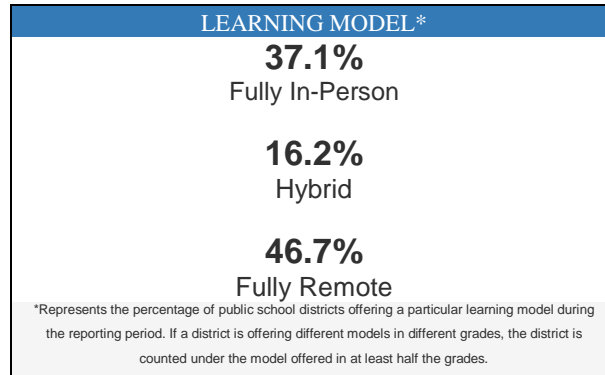 LEARNING MODEL*
37.1%
Fully In-Person
16.2%
Hybrid
46.7%
Fully Remote
*Represents the percentage of public school districts offering a particular learning model during
the reporting period. If a district is offering different models in different grades, the district is
counted under the model offered in at least half the grades.